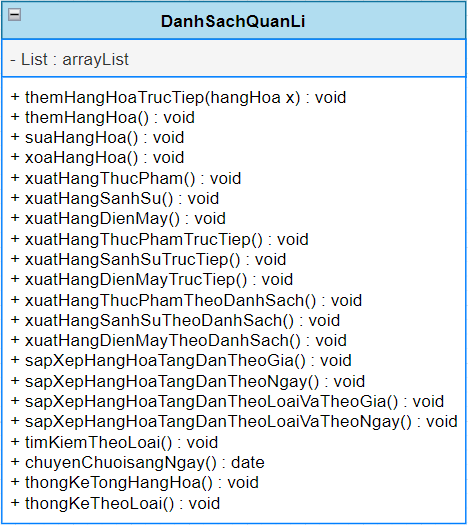 DanhSachQuanLi
- List : arrayList
+ themHangHoaTrucTiep(hangHoa x) : void
+ themHangHoa() : void
+ suaHangHoa() : void
+ xoaHangHoa() : void
+ xuatHangThucPham() : void
+ xuatHangSanhSu() : void
+ xuatHangDienMay() : void
+ xuatHangThucPhamTrucTiep() : void
+ xuatHangSanhSuTrucTiep() : void
+ xuatHangDienMayTrucTiep() : void
+ xuatHangThucPhamTheoDanhSach() : void
+ xuatHangSanhSuTheoDanhSach() : void
+ xuatHangDienMayTheoDanhSach() : void
+ sapXepHangHoaTangDanTheoGia() : void
+ sapXepHangHoaTangDanTheoNgay() : void
+ sapXepHangHoaTangDanTheoLoaiVaTheoGia() : void
+ sapXepHangHoaTangDanTheoLoaiVaTheoNgay() : void
+ timKiemTheoLoai() : void
+ chuyenChuoisangNgay() : date
+ thongKeTongHangHoa() : void
+ thongKeTheoLoai() : void